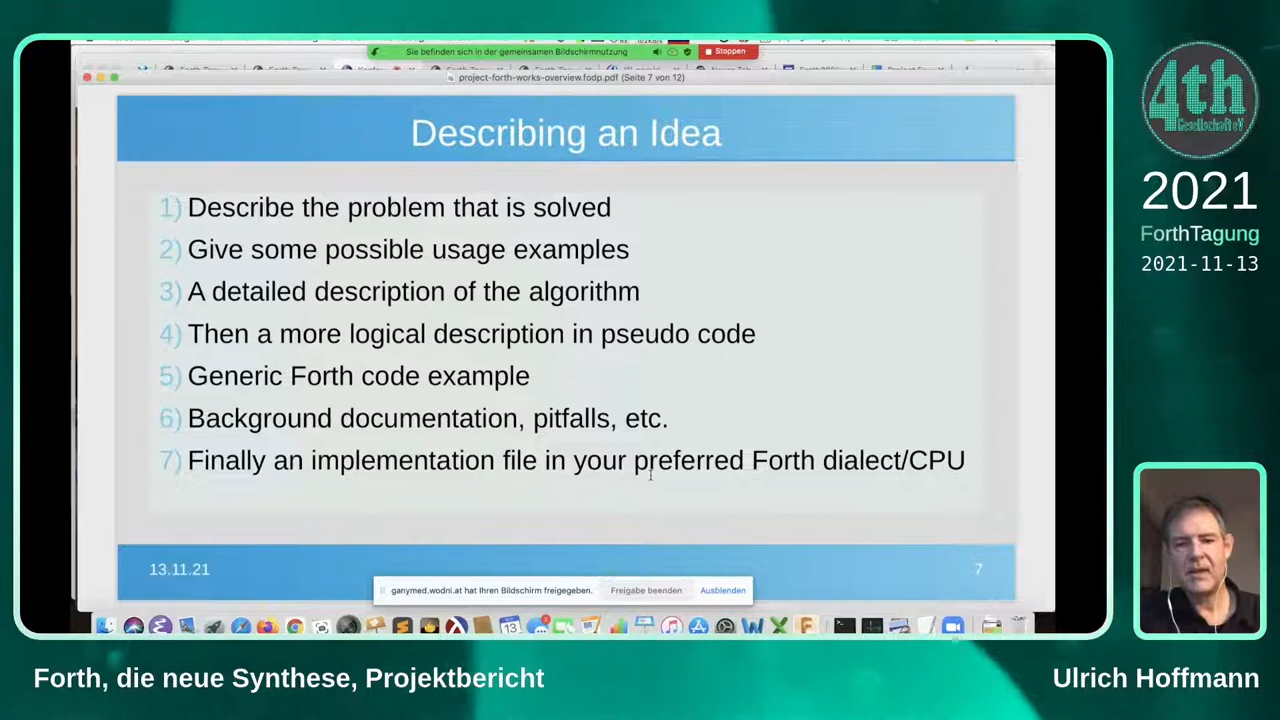 Sie befinden sich in der gemeinsamen Bildschirmnutzung
Stoppen
project-forth-works-overview.fodp.pdf (Seite 7 von 12)
Describing an Idea
1) Describe the problem that is solved
2) Give some possible usage examples
3) A detailed description of the algorithm
4) Then a more logical description in pseudo code
5) Generic Forth code example
6) Background documentation, pitfalls, etc.
7) Finally an implementation file in your preferred Forth dialect/CPU
13.11.21
7
ganymed.wodni.at hat Ihren Bildschirm freigegeben.
Freigabe beenden
Ausblenden
13
4th
Gesellschaft eV
2021
ForthTagung
2021-11-13
Forth, die neue Synthese, Projektbericht
Ulrich Hoffmann